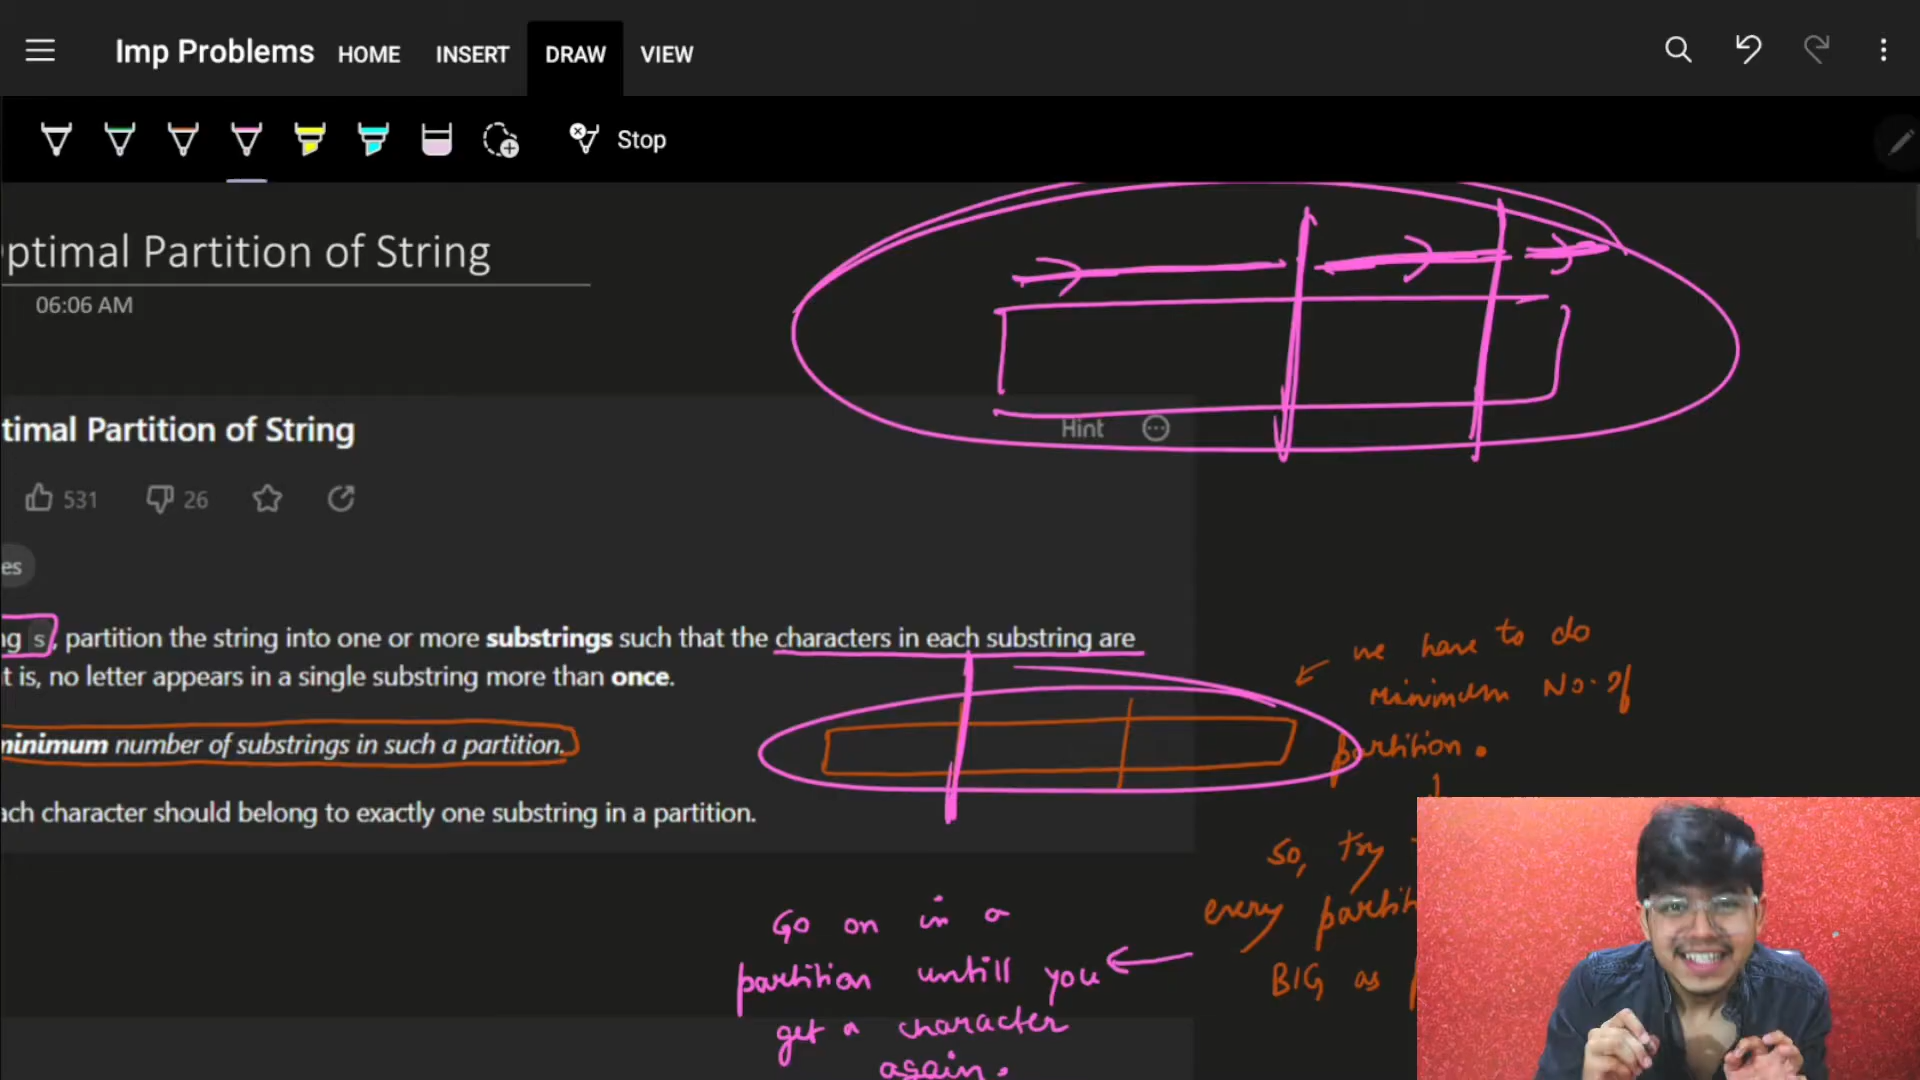 Imp Problems HOME INSERT DRAW VIEW
Stop
ptimal Partition of String
06:06 AM
timal Partition of String
Hint
531 26
es
ng s, partition the string into one or more substrings such that the characters in each substring are
t is, no letter appears in a single substring more than once.
minimum number of substrings in such a partition.
ach character should belong to exactly one substring in a partition.
we have to do
minimum No. of
partition.
So, try
every partiti
BIG as
Go on in a
partition untill you
get a character
again.